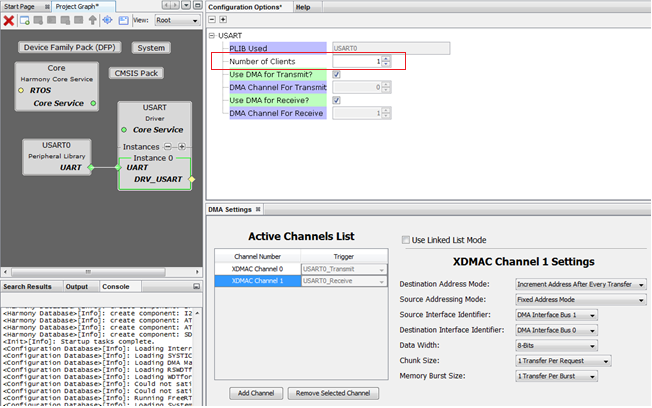 Start Page
Project Graph*
View:
Root
Device Family Pack (DFP)
System
Core
Harmony Core Service
RTOS
Core Service
CMSIS Pack
USART
Driver
Core Service
Instances
USART0
Peripheral Library
UART
Instance 0
UART
DRV_USART
Search Results
Output
Console
<Harmony Database>[Info]: create component: I2
<Harmony Database>[Info]: create component: AT
<Harmony Database>[Info]: create component: AT
<Harmony Database>[Info]: create component: SD
<Init>[Info]: Startup tasks complete.
<Configuration Database>[Info]: Loading Interr
<Configuration Database>[Info]: Loading SYSTIC
<Configuration Database>[Info]: Loading DMA Ma
<Configuration Database>[Info]: Loading RSWDTf
<Configuration Database>[Info]: Loading WDTfor
<Configuration Database>[Info]: Could not sati
<Configuration Database>[Info]: Could not sati
<Configuration Database>[Info]: Running FreeRT
<Configuration Database>[Info]: Loading System
Configuration Options*
Help
USART
PLIB Used
USART0
Number of Clients
1
Use DMA for Transmit?
DMA Channel For Transmit
0
Use DMA for Receive?
DMA Channel For Receive
1
DMA Settings
Active Channels List
Channel Number
Trigger
XDMAC Channel 0
USART0_Transmit
XDMAC Channel 1
USART0_Receive
Add Channel
Remove Selected Channel
Use Linked List Mode
XDMAC Channel 1 Settings
Destination Address Mode:
Increment Address After Every Transfer
Source Addressing Mode:
Fixed Address Mode
Source Interface Identifier:
DMA Interface Bus 1
Destination Interface Identifier:
DMA Interface Bus 0
Data Width:
8-Bits
Chunk Size:
1 Transfer Per Request
Memory Burst Size:
1 Transfer Per Burst